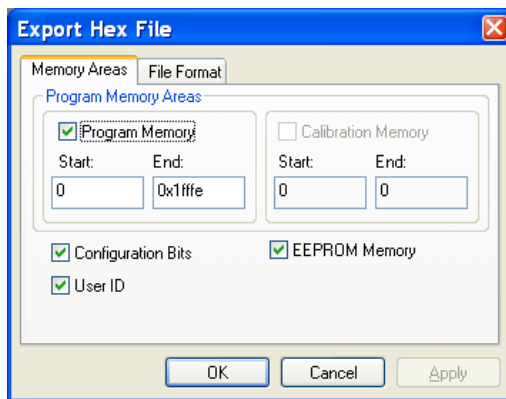 Export Hex File
Memory Areas File Format
Program Memory Areas
Program Memory Calibration Memory
Start: End: Start: End:
0 0x1fffe 0 0
Configuration Bits EEPROM Memory
User ID
OK Cancel Apply